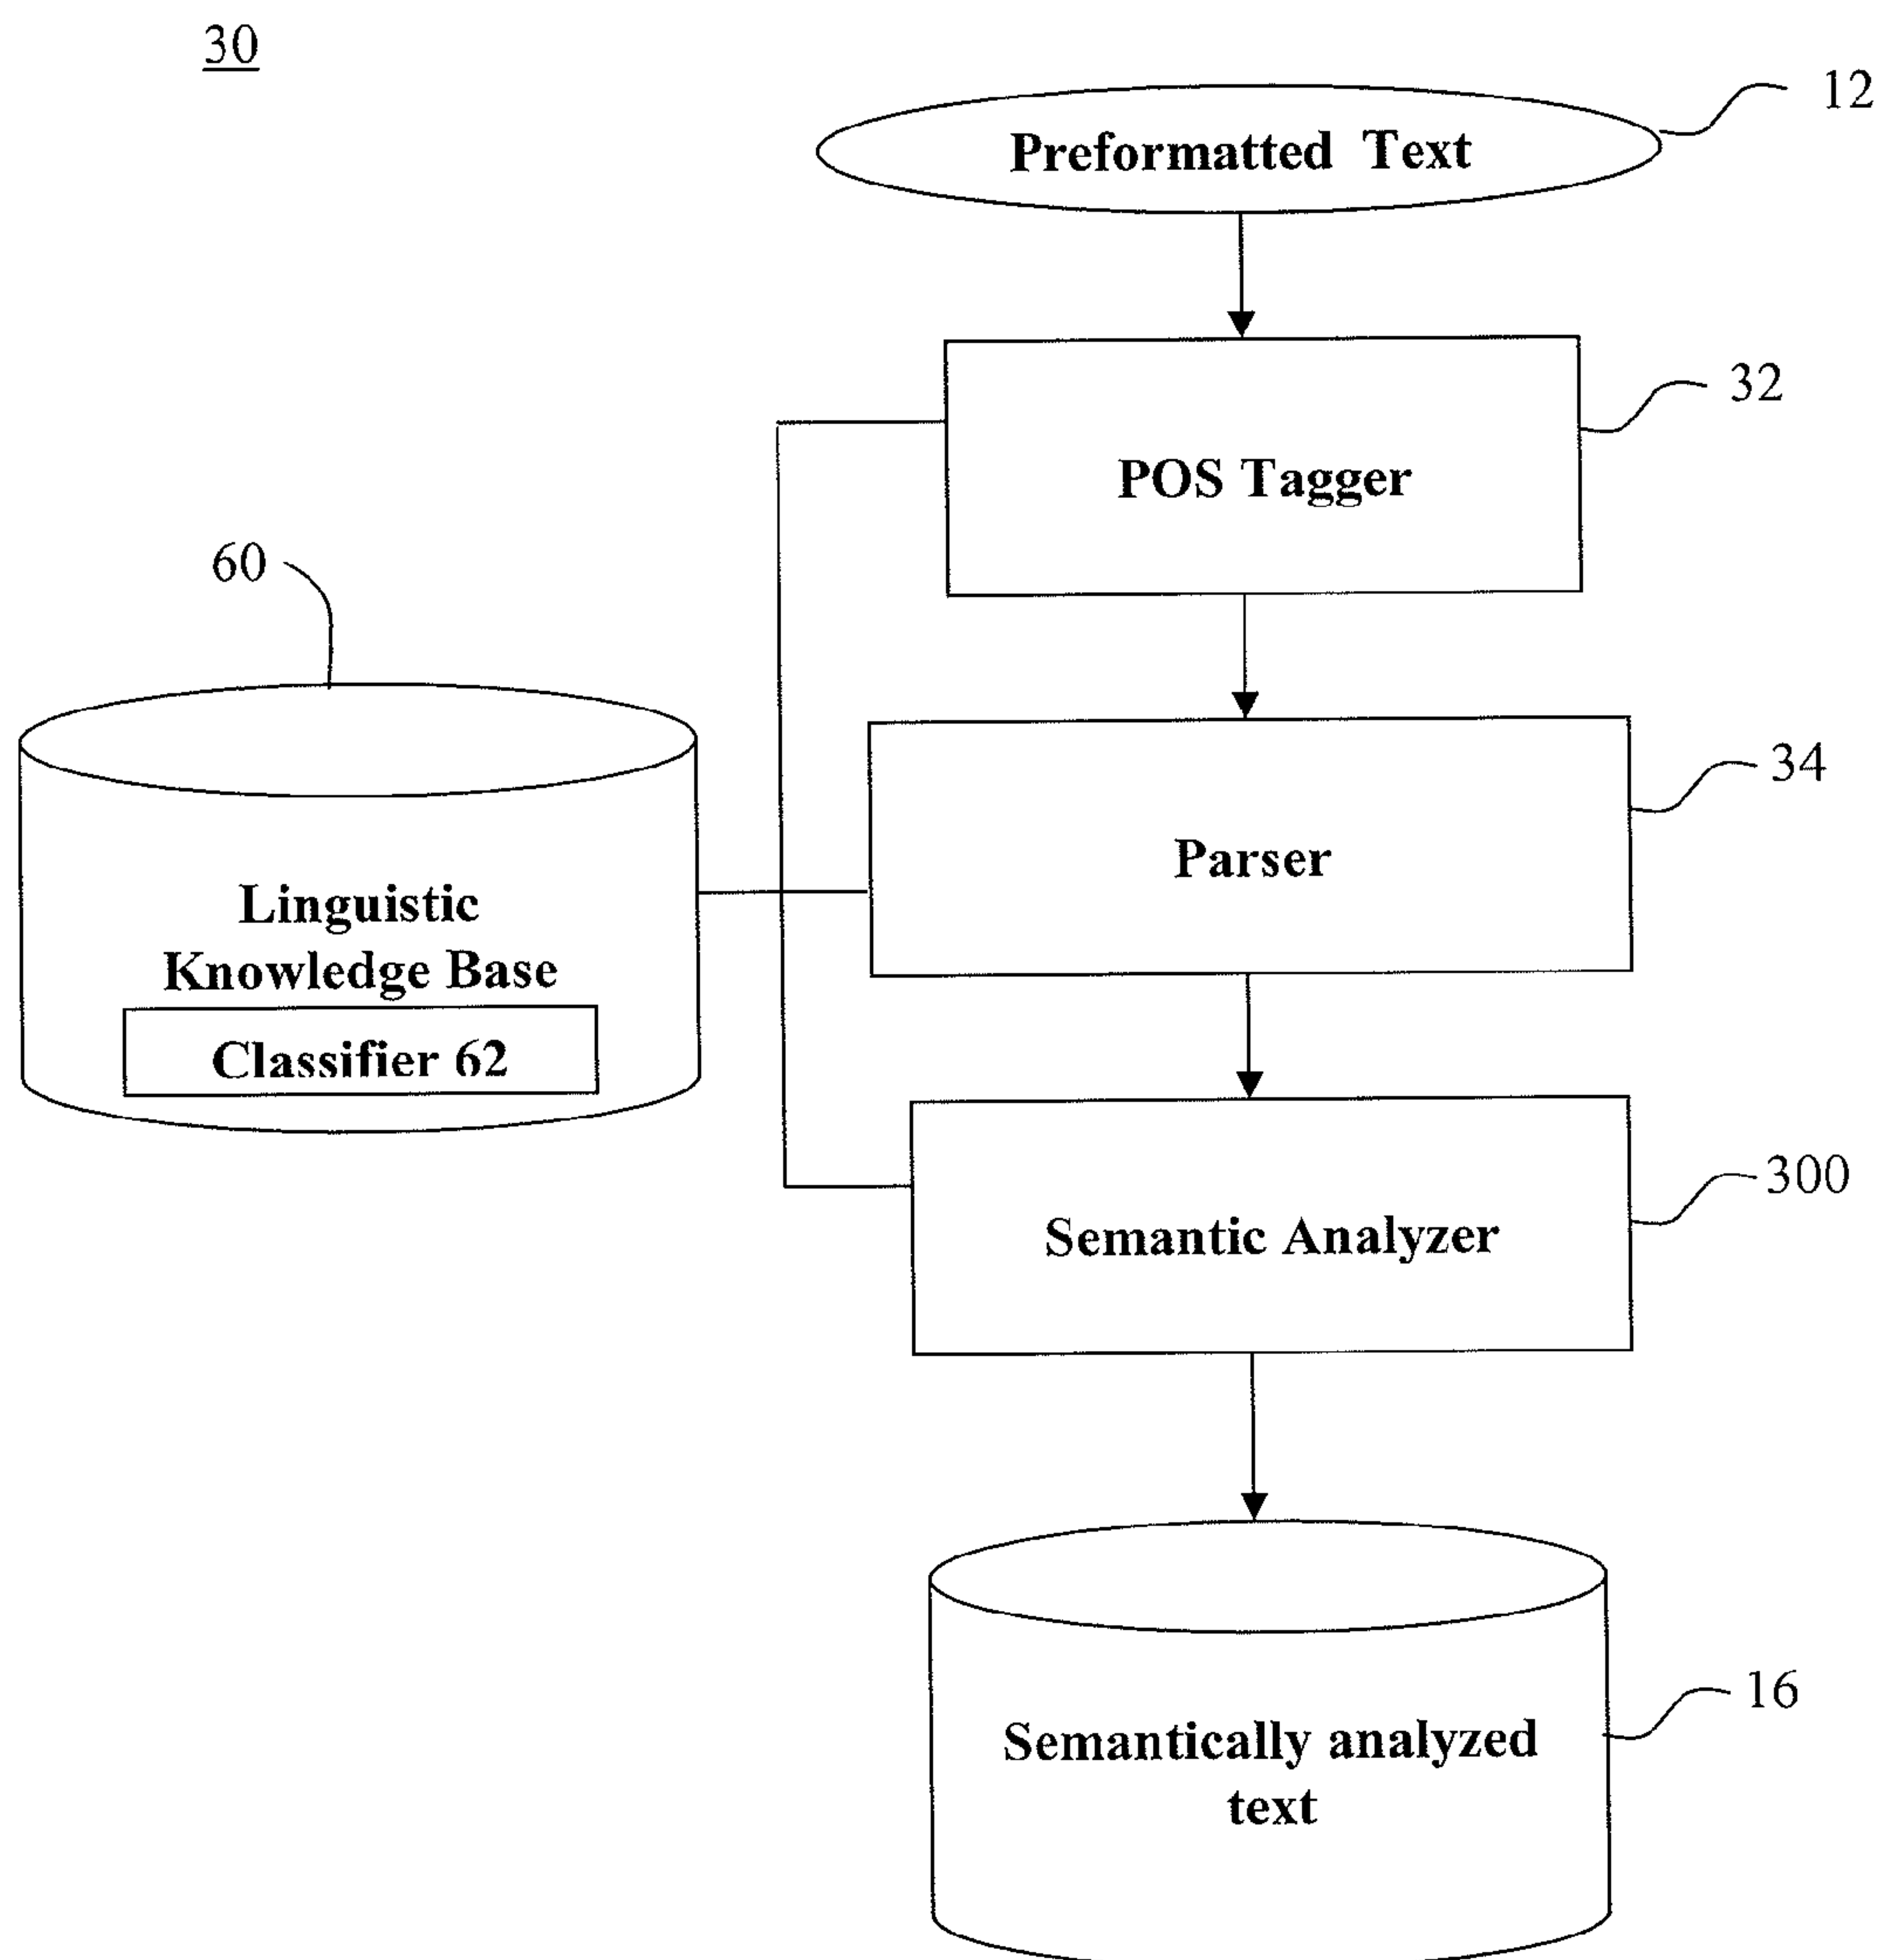 30
12
Preformatted Text
32
POS Tagger
60
34
Parser
Linguistic
Knowledge Base
Classifier 62
300
Semantic Analyzer
16
Semantically analyzed
text